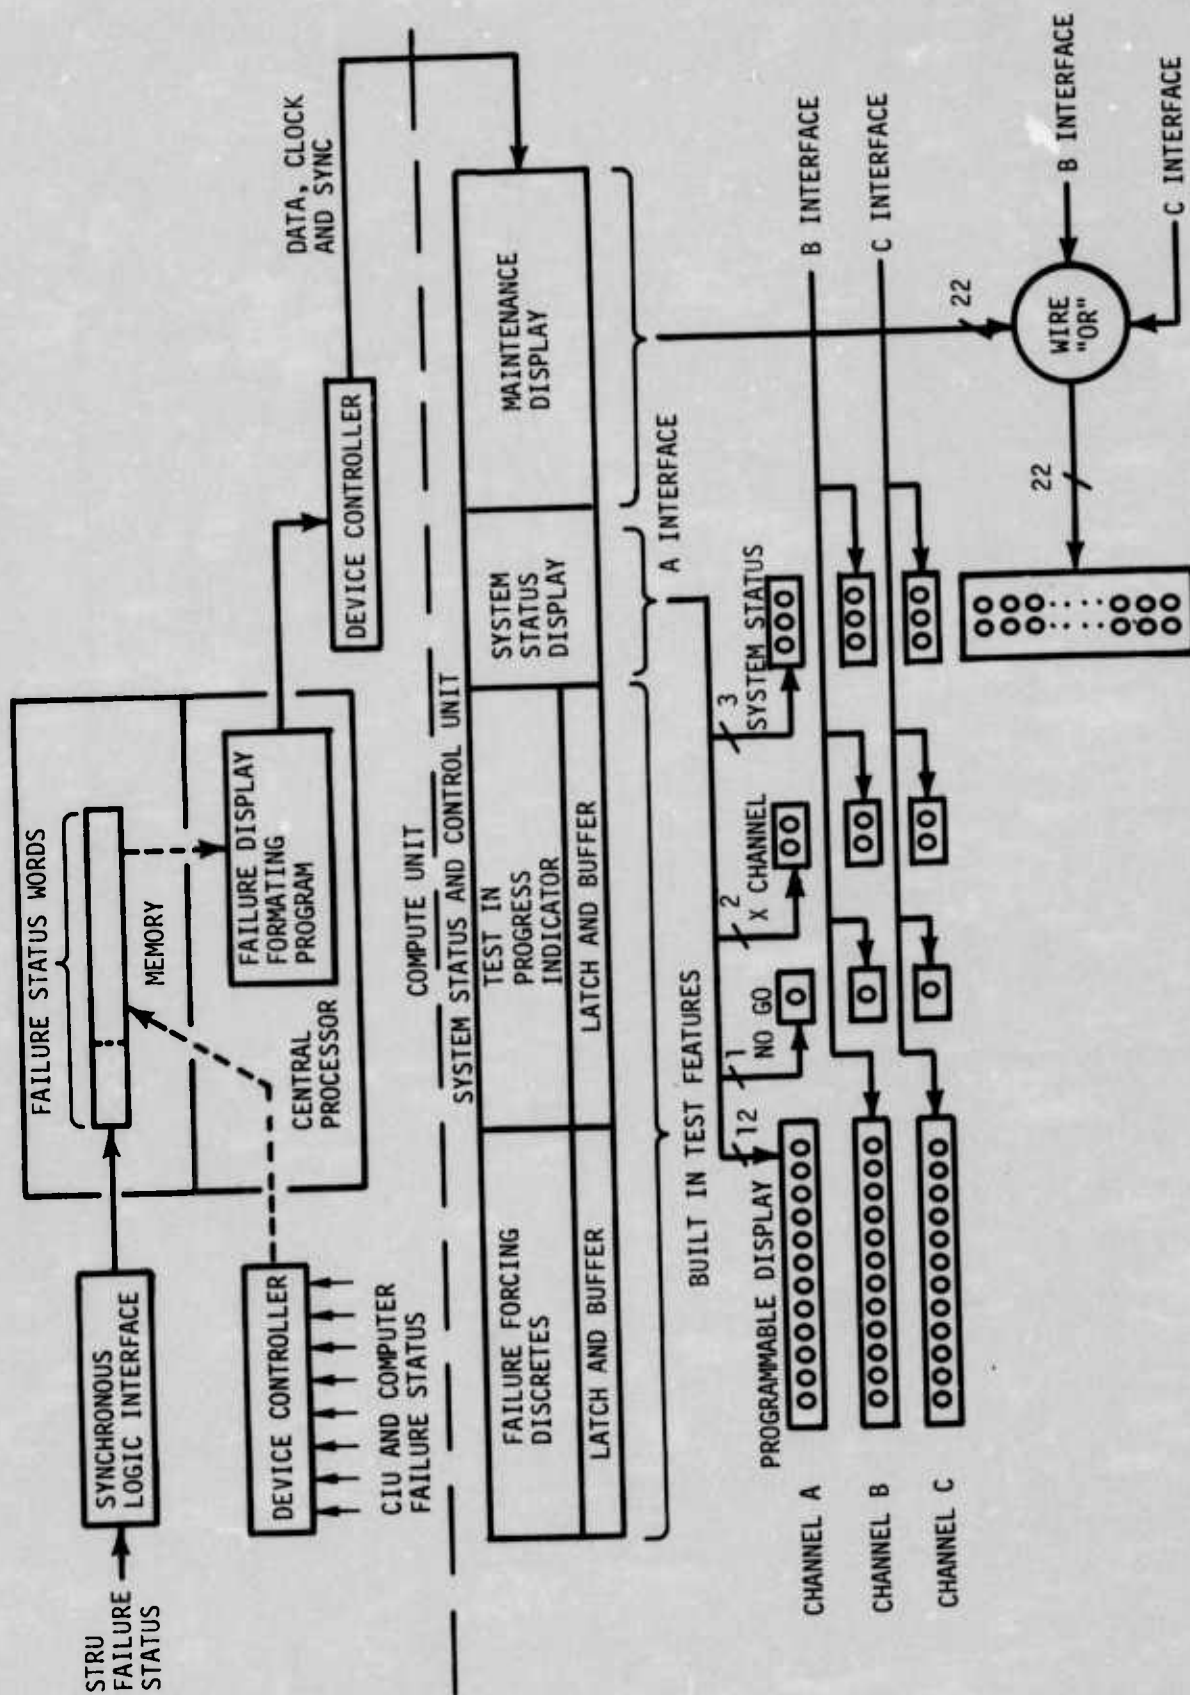 STRU
FAILURE
STATUS
SYNCHRONOUS
LOGIC INTERFACE
FAILURE STATUS WORDS
MEMORY
DEVICE CONTROLLER
CIU AND COMPUTER
FAILURE STATUS
CENTRAL
PROCESSOR
FAILURE DISPLAY
FORMATING
PROGRAM
DEVICE CONTROLLER
DATA, CLOCK
AND SYNC
COMPUTE UNIT
SYSTEM STATUS AND CONTROL UNIT
FAILURE FORCING
DISCRETES
LATCH AND BUFFER
TEST IN
PROGRESS
INDICATOR
LATCH AND BUFFER
SYSTEM
STATUS
DISPLAY
MAINTENANCE
DISPLAY
BUILT IN TEST FEATURES
A INTERFACE
PROGRAMMABLE DISPLAY
12
1
NO GO
2
X CHANNEL
3
SYSTEM STATUS
B INTERFACE
C INTERFACE
CHANNEL A
CHANNEL B
CHANNEL C
22
WIRE
"OR"
22
B INTERFACE
C INTERFACE